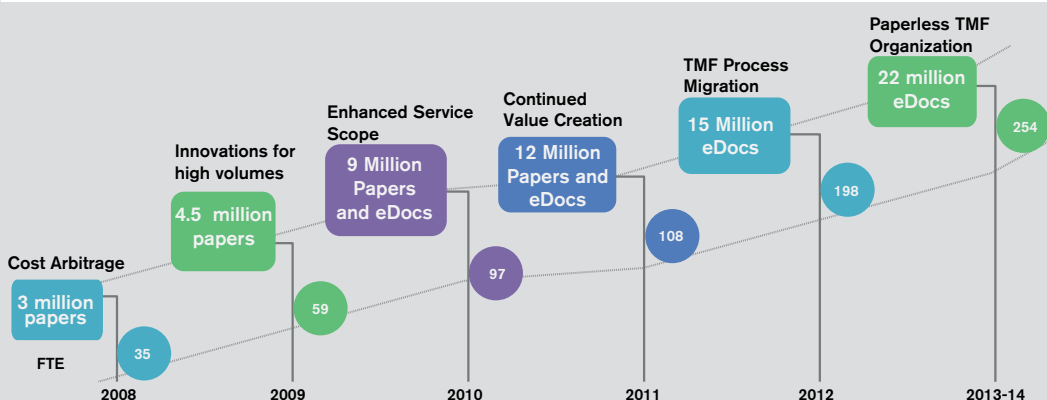 Cost Arbitrage
3 million
papers
FTE
35
2008
Innovations for
high volumes
4.5 million
papers
59
2009
Enhanced Service
Scope
9 Million
Papers
and eDocs
97
2010
Continued
Value Creation
12 Million
Papers and
eDocs
108
2011
TMF Process
Migration
15 Million
eDocs
198
2012
Paperless TMF
Organization
22 million
eDocs
254
2013-14